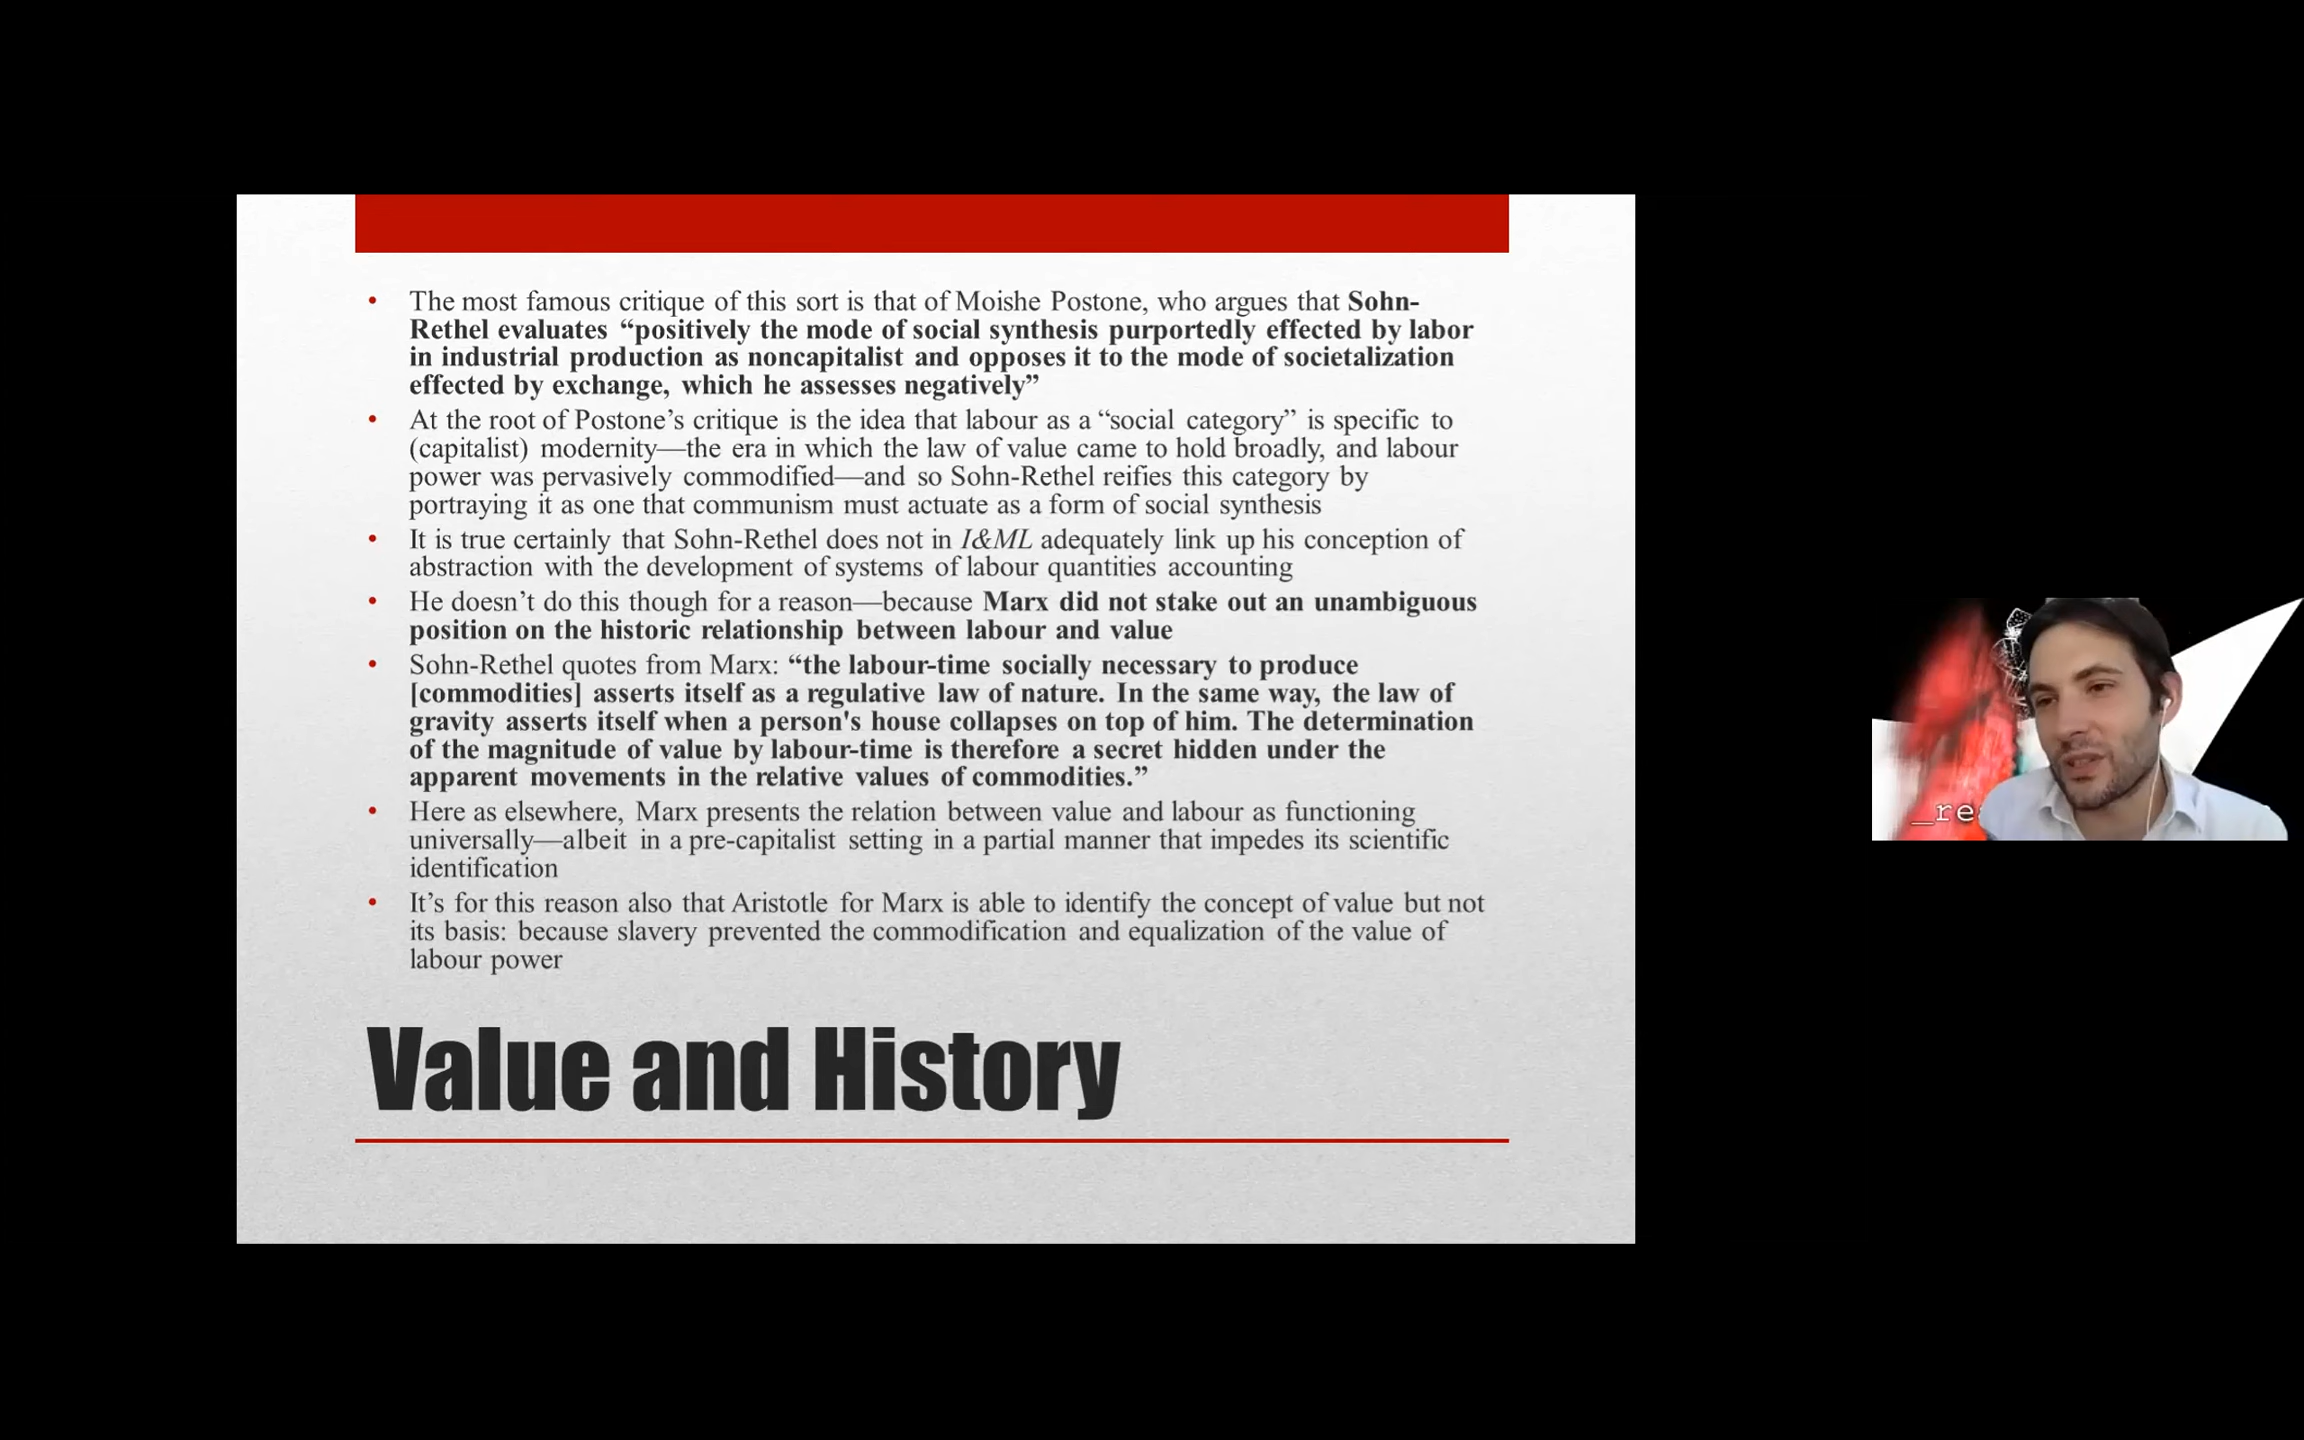 • The most famous critique of this sort is that of Moishe Postone, who argues that Sohn-
Rethel evaluates “positively the mode of social synthesis purportedly effected by labor
in industrial production as noncapitalist and opposes it to the mode of societalization
effected by exchange, which he assesses negatively”
• At the root of Postone’s critique is the idea that labour as a “social category” is specific to
(capitalist) modernity—the era in which the law of value came to hold broadly, and labour
power was pervasively commodified—and so Sohn-Rethel reifies this category by
portraying it as one that communism must actuate as a form of social synthesis
• It is true certainly that Sohn-Rethel does not in I&ML adequately link up his conception of
abstraction with the development of systems of labour quantities accounting
• He doesn’t do this though for a reason—because Marx did not stake out an unambiguous
position on the historic relationship between labour and value
• Sohn-Rethel quotes from Marx: “the labour-time socially necessary to produce
[commodities] asserts itself as a regulative law of nature. In the same way, the law of
gravity asserts itself when a person's house collapses on top of him. The determination
of the magnitude of value by labour-time is therefore a secret hidden under the
apparent movements in the relative values of commodities.”
• Here as elsewhere, Marx presents the relation between value and labour as functioning
universally—albeit in a pre-capitalist setting in a partial manner that impedes its scientific
identification
• It’s for this reason also that Aristotle for Marx is able to identify the concept of value but not
its basis: because slavery prevented the commodification and equalization of the value of
labour power
Value and History